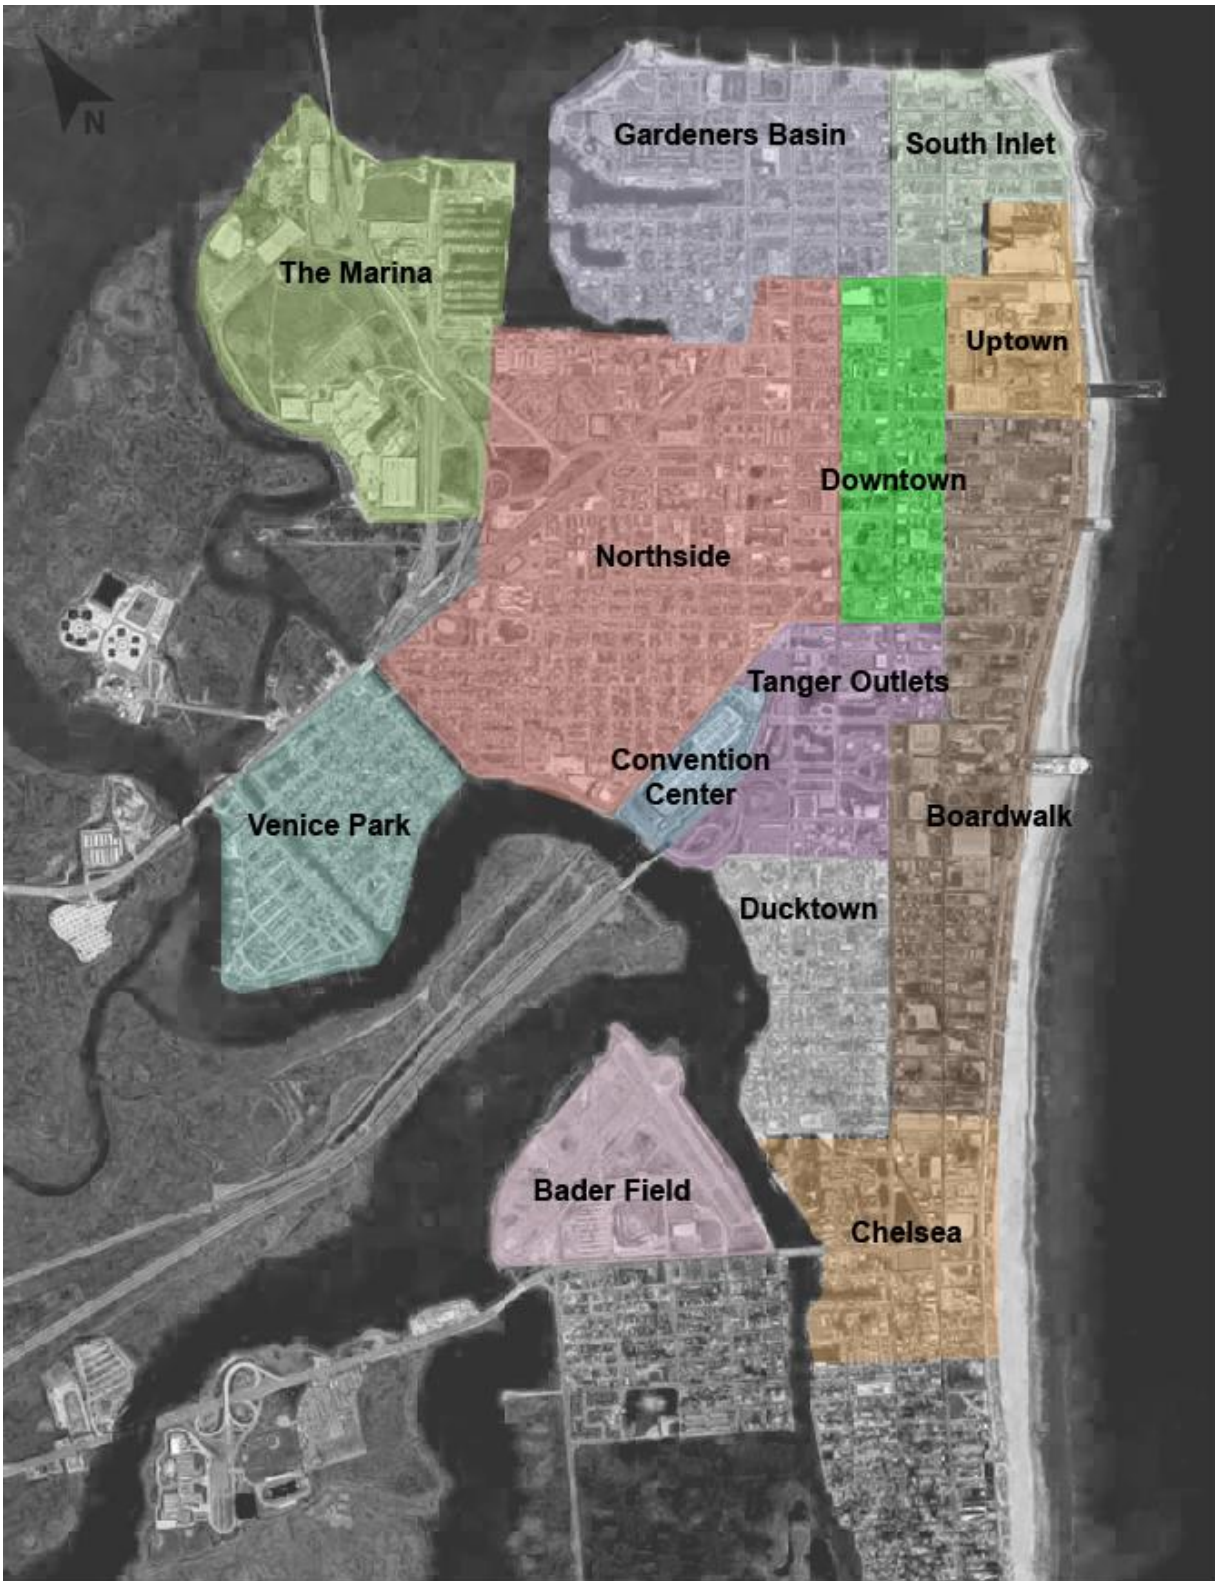 N
Gardeners Basin
South Inlet
The Marina
Uptown
Downtown
Northside
Tanger Outlets
Convention
Center
Boardwalk
Venice Park
Ducktown
Bader Field
Chelsea